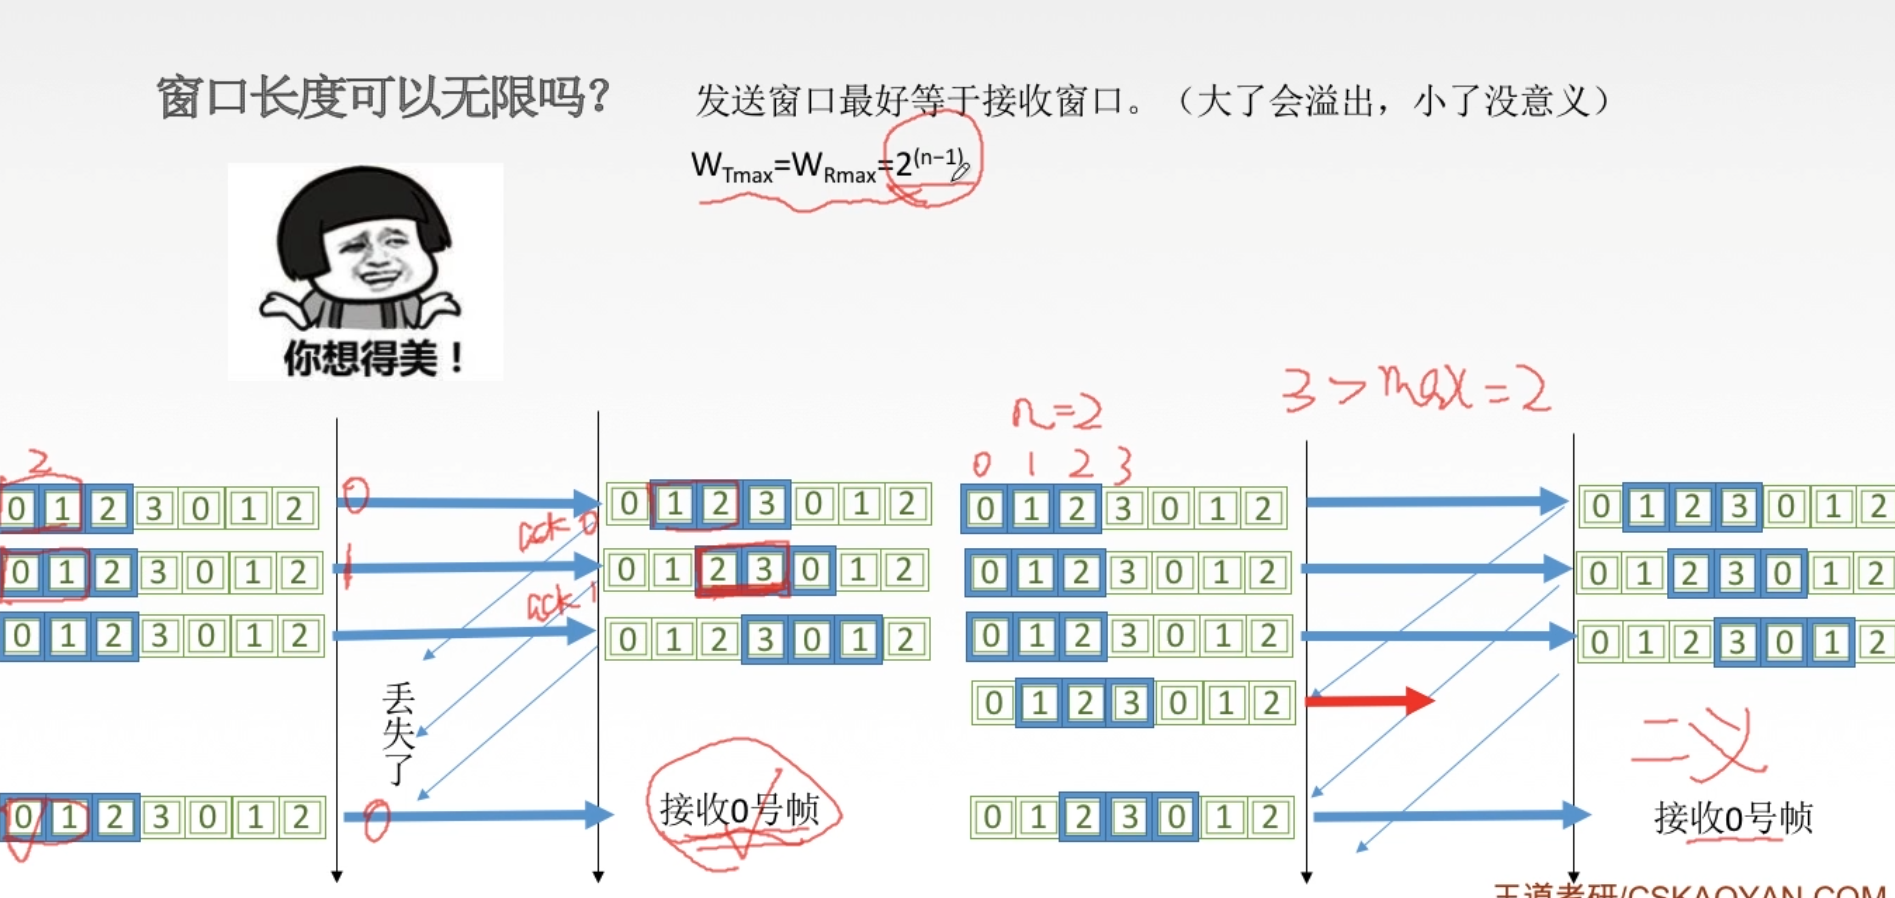 窗口长度可以无限吗？
发送窗口最好等于接收窗口。（大了会溢出，小了没意义）
W_Tmax=W_Rmax=2^(n−1)
你想得美！
3 > max = 2
n=2
0 1 2 3
2
0 1 2 3 0 1 2
0
0 1 2 3 0 1 2
0 1 2 3 0 1 2
0 1 2 3 0 1 2
ack 0
0 1 2 3 0 1 2
1
0 1 2 3 0 1 2
0 1 2 3 0 1 2
0 1 2 3 0 1 2
ack 1
0 1 2 3 0 1 2
0 1 2 3 0 1 2
0 1 2 3 0 1 2
0 1 2 3 0 1 2
丢失了
0 1 2 3 0 1 2
二义
0 1 2 3 0 1 2
0
接收0号帧
0 1 2 3 0 1 2
接收0号帧
王道考研/CSKAOYAN.COM